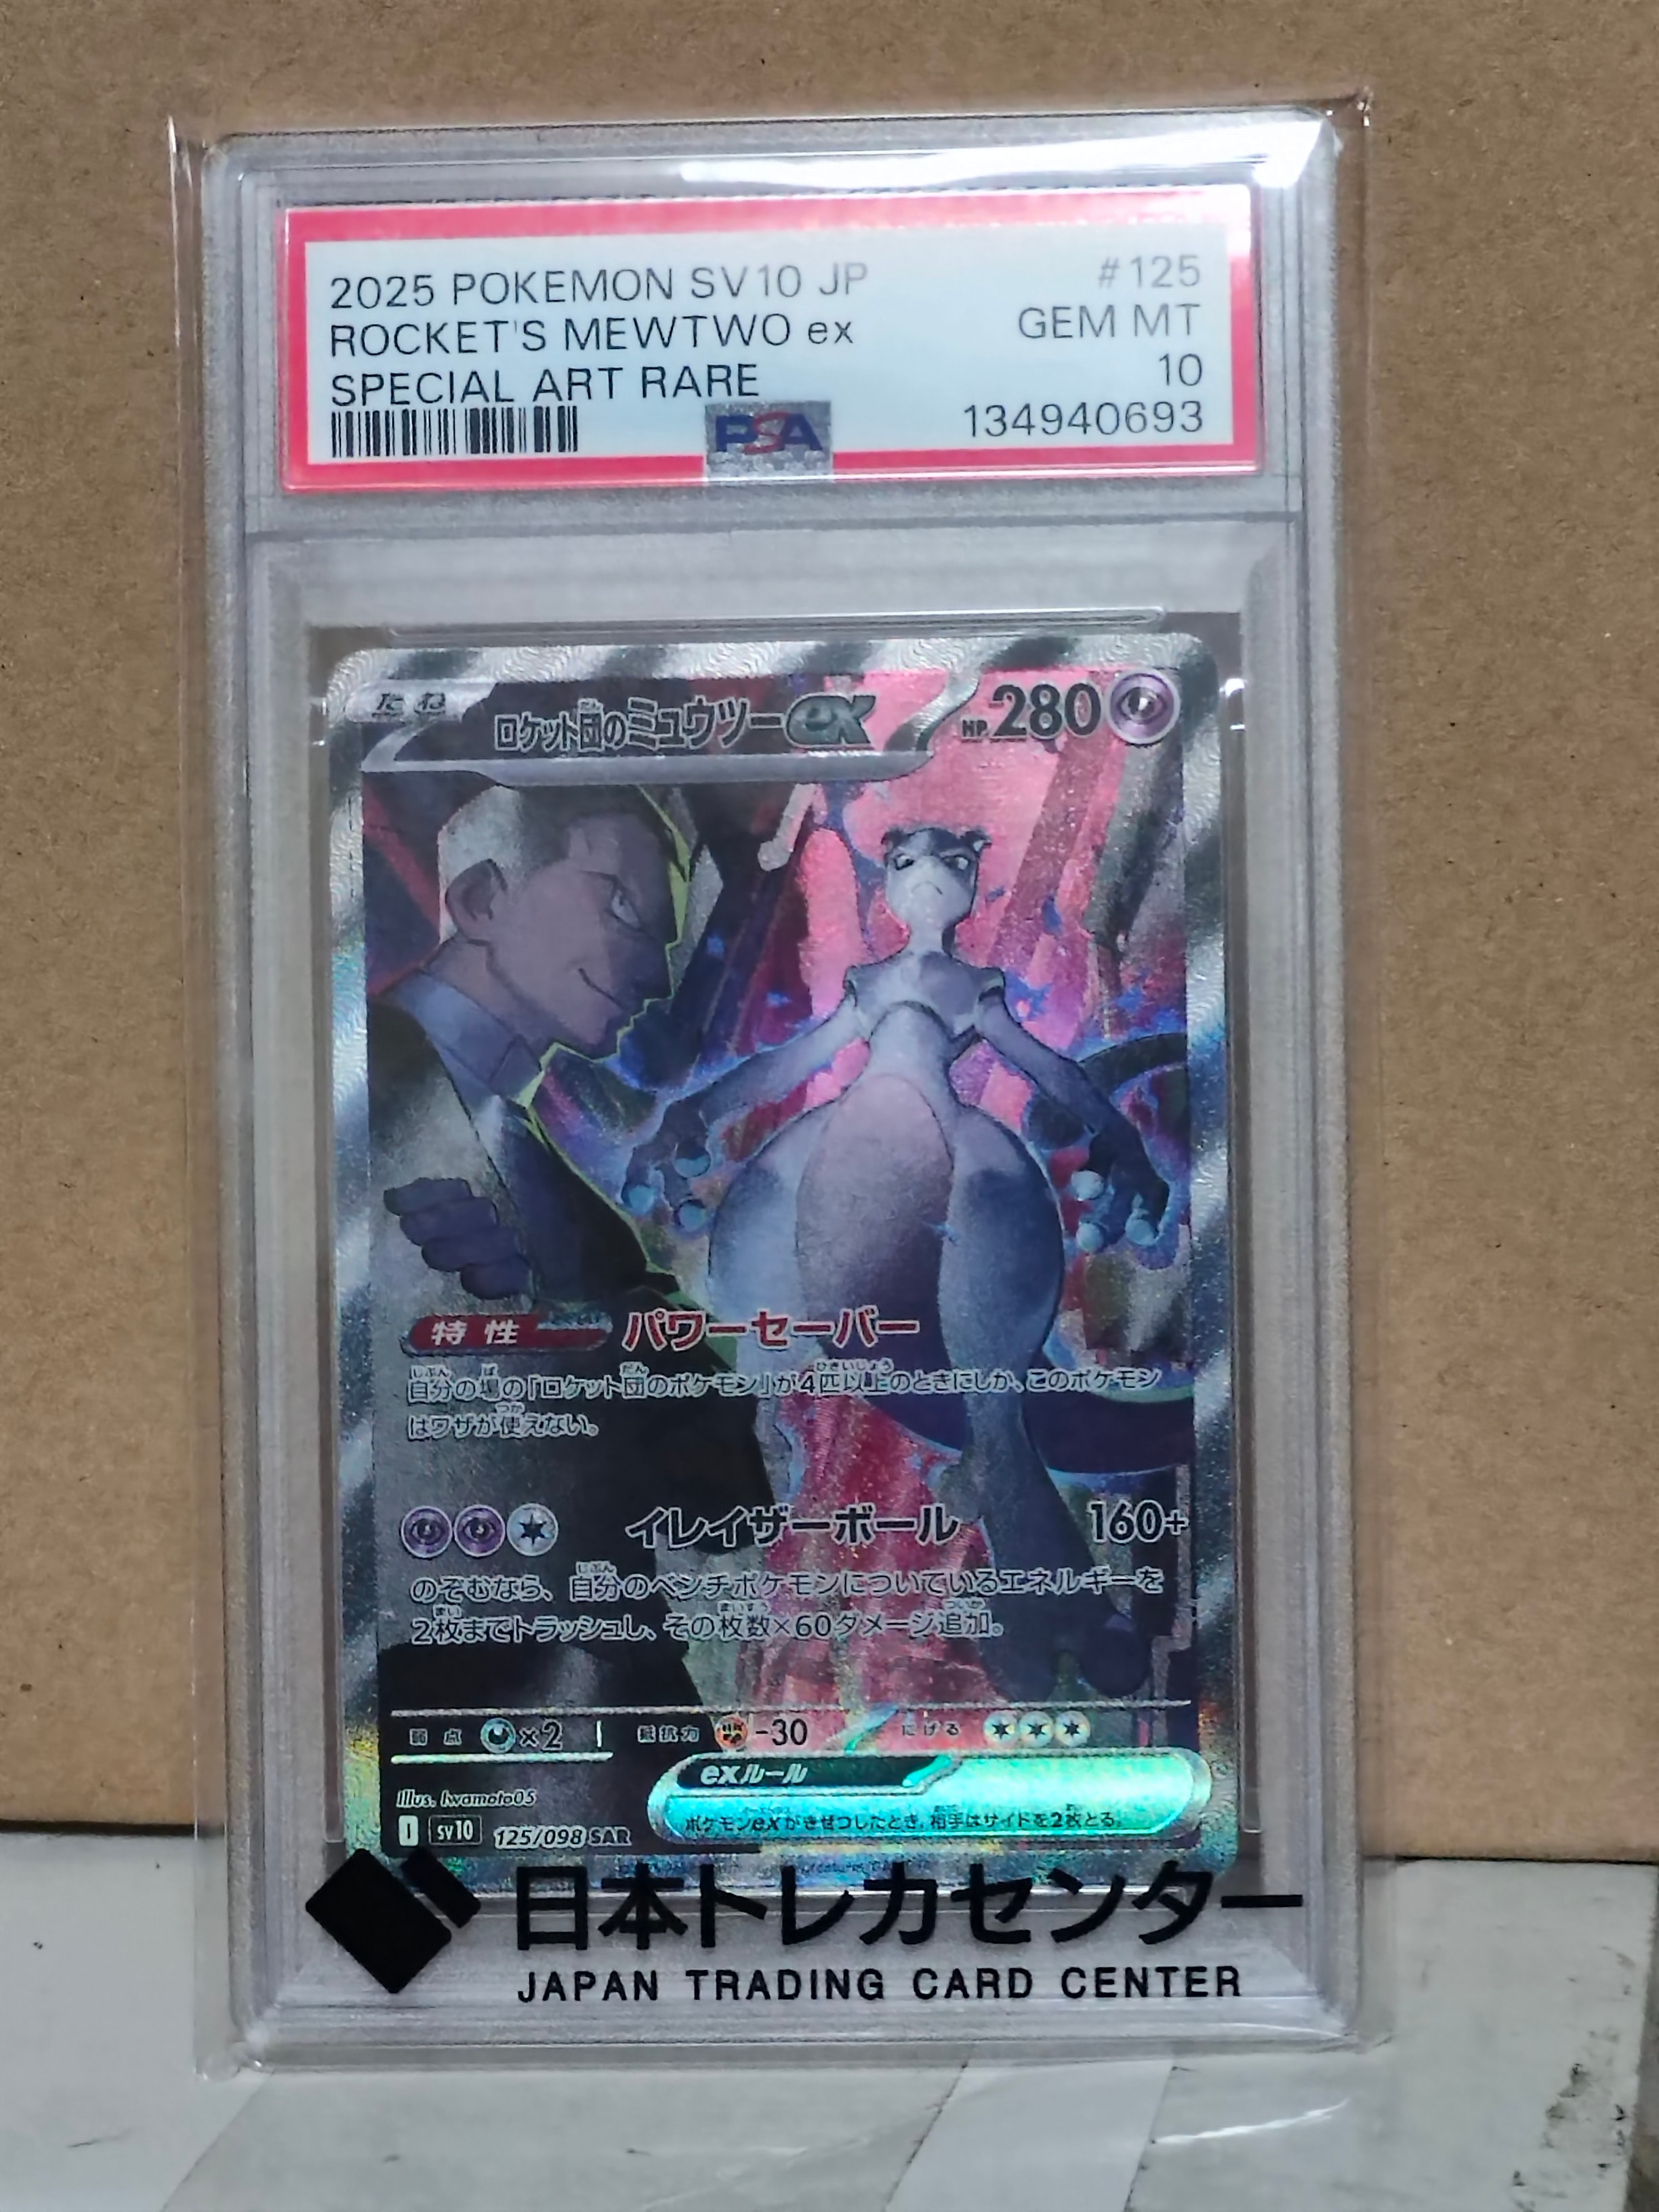 2025 POKEMON SV10 JP #125
ROCKET'S MEWTWO ex GEM MT
SPECIAL ART RARE 10
PSA 134940693
たね ロケット団のミュウツーex HP 280
特性 パワーセーバー
自分の場の「ロケット団のポケモン」が4匹以上のときにしか、このポケモン
はワザが使えない。
イレイザーボール 160+
のぞむなら、自分のベンチポケモンについているエネルギーを
2枚までトラッシュし、その枚数×60ダメージ追加。
弱点 ×2 抵抗力 -30 にげる
exルール
Illus. Iwamoto05
ポケモンexがきぜつしたとき、相手はサイドを2枚とる。
I sv10 125/098 SAR
日本トレカセンター
JAPAN TRADING CARD CENTER